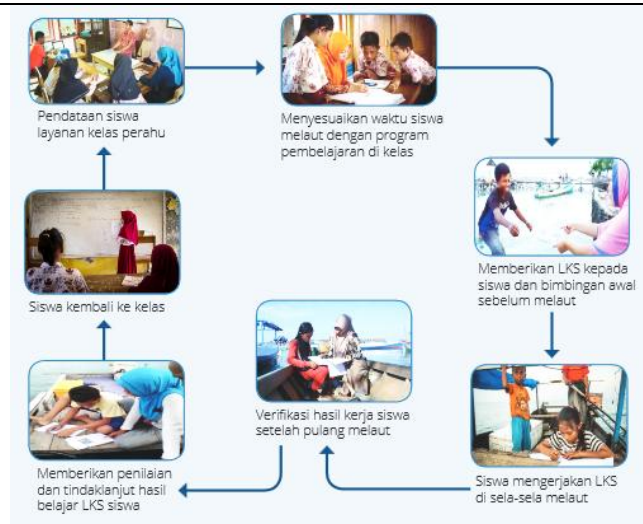 Pendataan siswa
layanan kelas perahu
Menyesuaikan waktu siswa
melaut dengan program
pembelajaran di kelas
Memberikan LKS kepada
siswa dan bimbingan awal
sebelum melaut
Siswa mengerjakan LKS
di sela-sela melaut
Verifikasi hasil kerja siswa
setelah pulang melaut
Memberikan penilaian
dan tindaklanjut hasil
belajar LKS siswa
Siswa kembali ke kelas